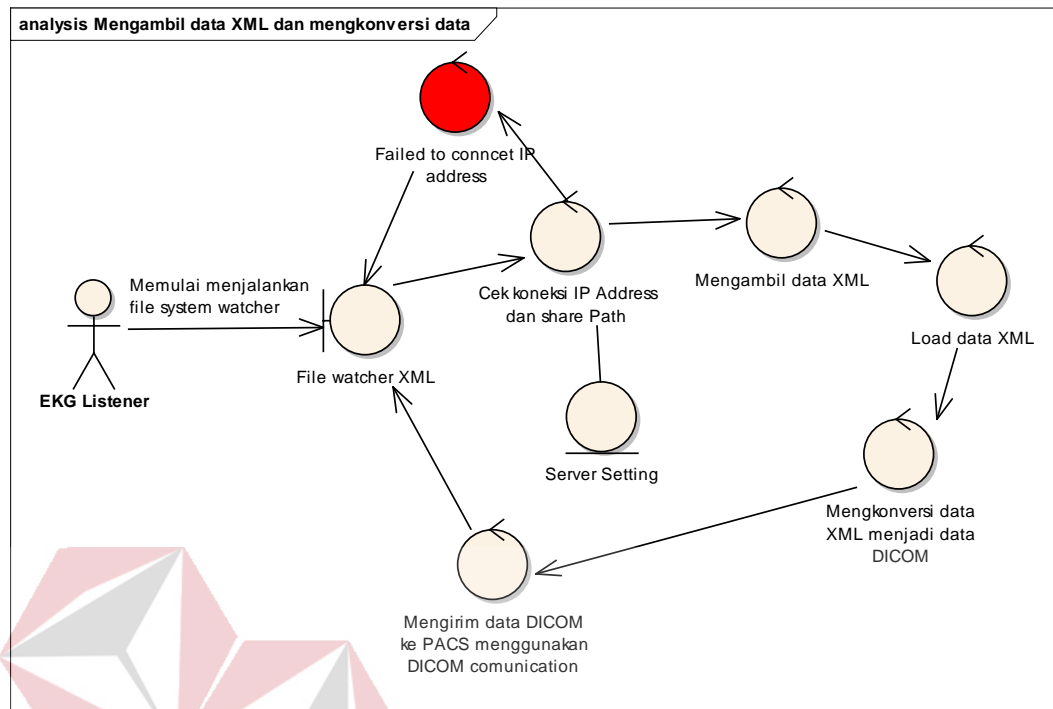 analysis Mengambil data XML dan mengkonversi data
Failed to conncet IP
address
Memulai menjalankan
file system watcher
EKG Listener
File watcher XML
Cek koneksi IP Address
dan share Path
Server Setting
Mengambil data XML
Load data XML
Mengkonversi data
XML menjadi data
DICOM
Mengirim data DICOM
ke PACS menggunakan
DICOM comunication